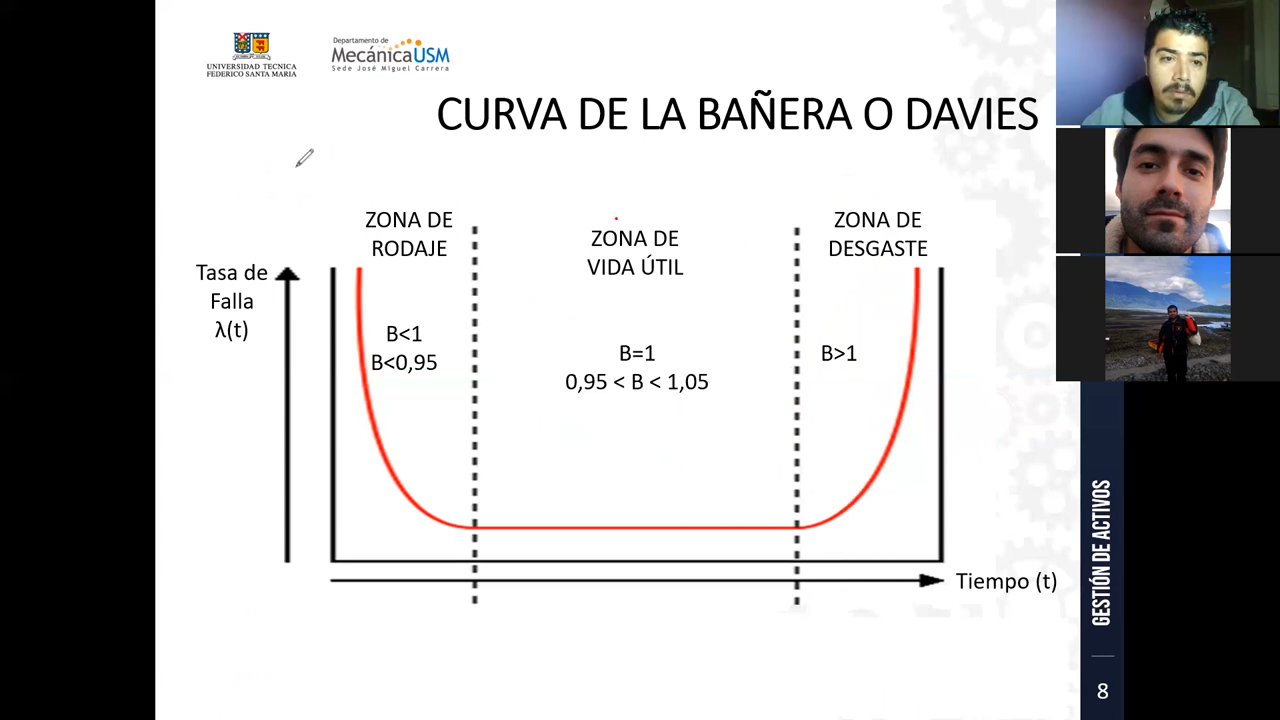 UNIVERSIDAD TECNICA
FEDERICO SANTA MARIA
Departamento de
MecánicaUSM
Sede José Miguel Carrera
CURVA DE LA BAÑERA O DAVIES
ZONA DE
RODAJE
ZONA DE
VIDA ÚTIL
ZONA DE
DESGASTE
Tasa de
Falla
λ(t)
B<1
B<0,95
B=1
0,95 < B < 1,05
B>1
Tiempo (t)
GESTIÓN DE ACTIVOS
8